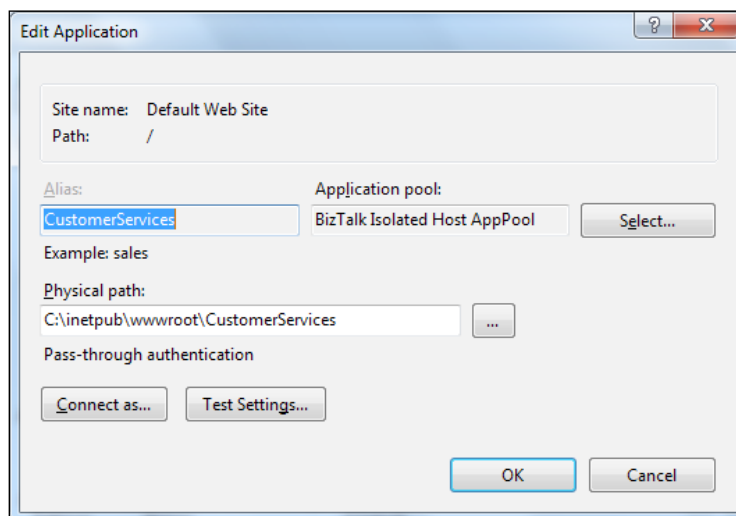 Edit Application
?
Site name: Default Web Site
Path: /
Alias: Application pool:
CustomerServices BizTalk Isolated Host AppPool Select...
Example: sales
Physical path:
C:\inetpub\wwwroot\CustomerServices ...
Pass-through authentication
Connect as... Test Settings...
OK Cancel